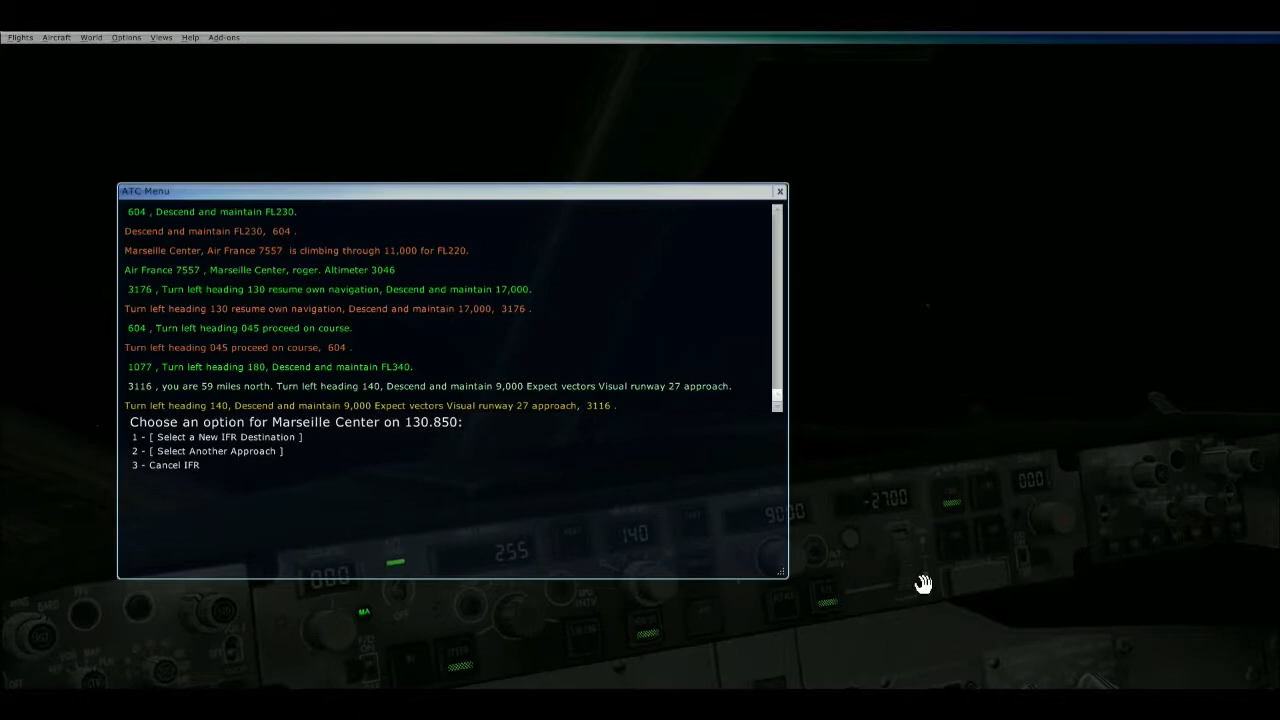 Flights Aircraft World Options Views Help Add-ons
ATC Menu x
604 , Descend and maintain FL230.
Descend and maintain FL230, 604 .
Marseille Center, Air France 7557 is climbing through 11,000 for FL220.
Air France 7557 , Marseille Center, roger. Altimeter 3046
3176 , Turn left heading 130 resume own navigation, Descend and maintain 17,000.
Turn left heading 130 resume own navigation, Descend and maintain 17,000, 3176 .
604 , Turn left heading 045 proceed on course.
Turn left heading 045 proceed on course, 604 .
1077 , Turn left heading 180, Descend and maintain FL340.
3116 , you are 59 miles north. Turn left heading 140, Descend and maintain 9,000 Expect vectors Visual runway 27 approach.
Turn left heading 140, Descend and maintain 9,000 Expect vectors Visual runway 27 approach, 3116 .
Choose an option for Marseille Center on 130.850:
1 - [ Select a New IFR Destination ]
2 - [ Select Another Approach ]
3 - Cancel IFR
000 255 140 9000 -2700 000
MA
OFF